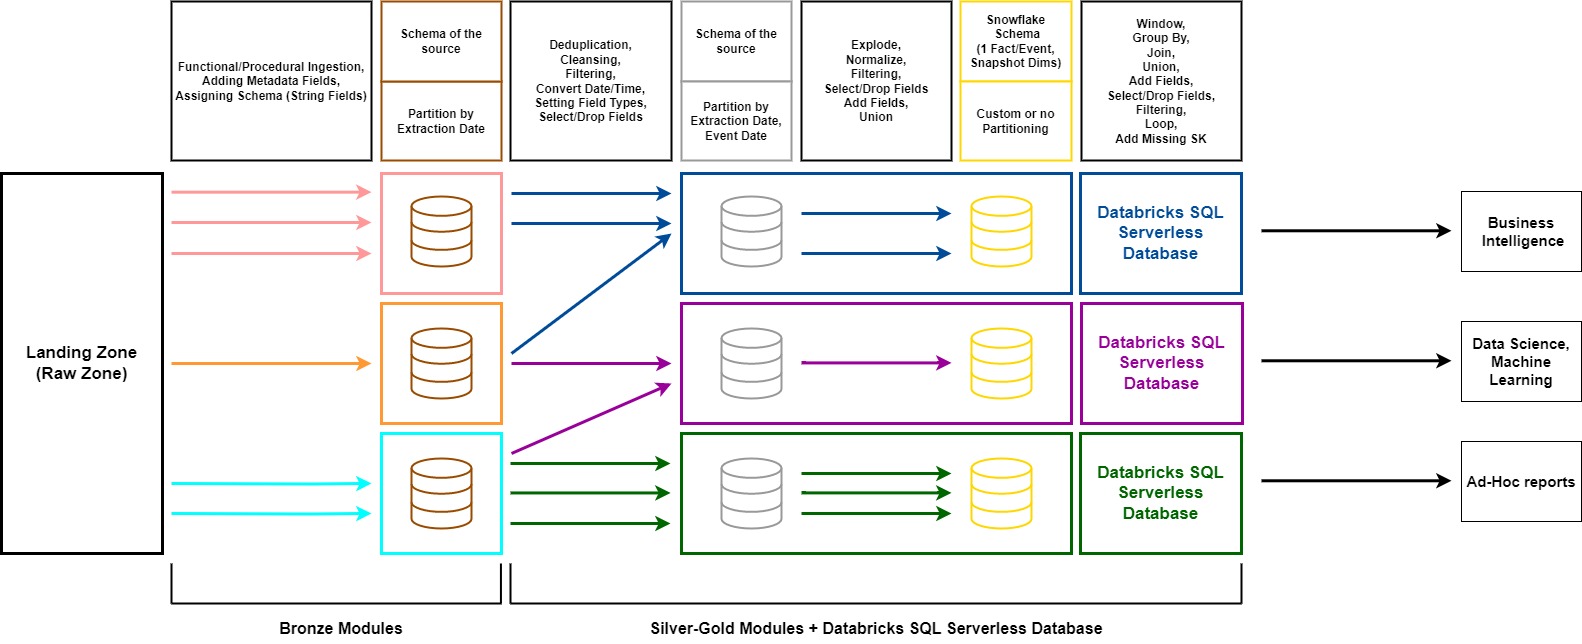 Functional/Procedural Ingestion,
Adding Metadata Fields,
Assigning Schema (String Fields)
Schema of the
source
Partition by
Extraction Date
Deduplication,
Cleansing,
Filtering,
Convert Date/Time,
Setting Field Types,
Select/Drop Fields
Schema of the
source
Partition by
Extraction Date,
Event Date
Explode,
Normalize,
Filtering,
Select/Drop Fields
Add Fields,
Union
Snowflake
Schema
(1 Fact/Event,
Snapshot Dims)
Custom or no
Partitioning
Window,
Group By,
Join,
Union,
Add Fields,
Select/Drop Fields,
Filtering,
Loop,
Add Missing SK
Landing Zone
(Raw Zone)
Databricks SQL
Serverless
Database
Business
Intelligence
Databricks SQL
Serverless
Database
Data Science,
Machine
Learning
Databricks SQL
Serverless
Database
Ad-Hoc reports
Bronze Modules
Silver-Gold Modules + Databricks SQL Serverless Database